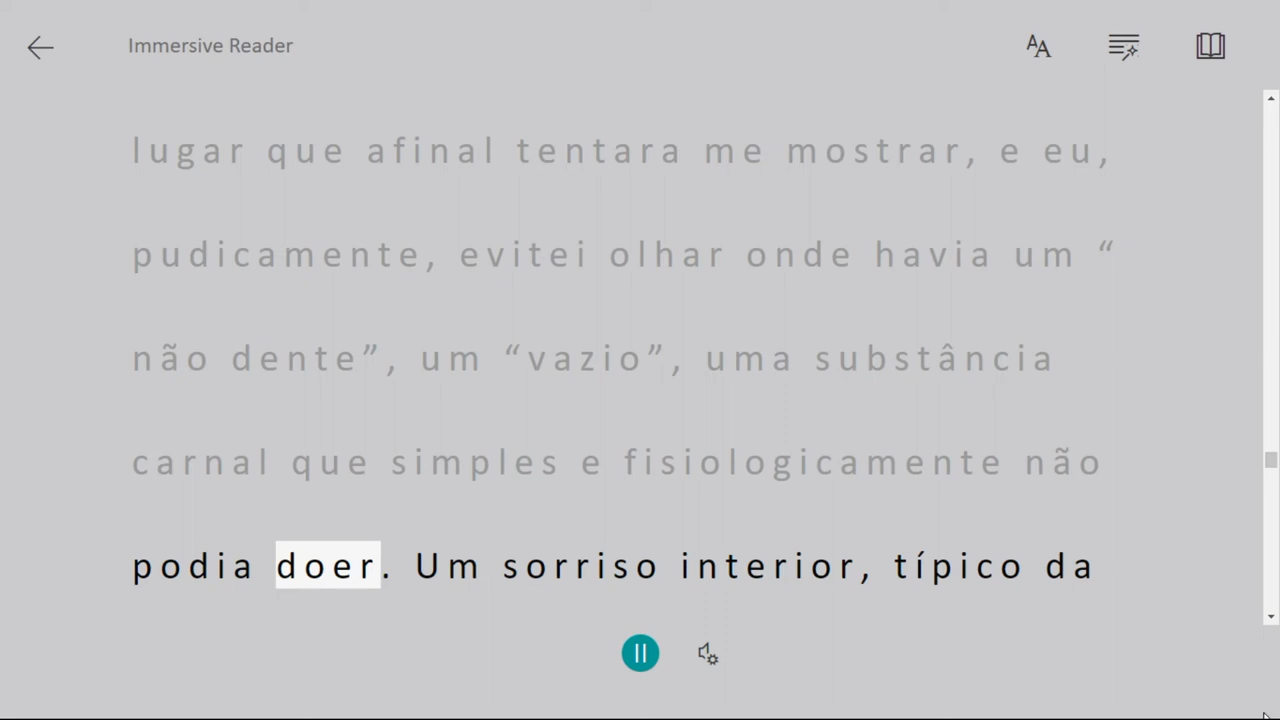 Immersive Reader
lugar que afinal tentara me mostrar, e eu,
pudicamente, evitei olhar onde havia um “
não dente”, um “vazio”, uma substância
carnal que simples e fisiologicamente não
podia doer. Um sorriso interior, típico da